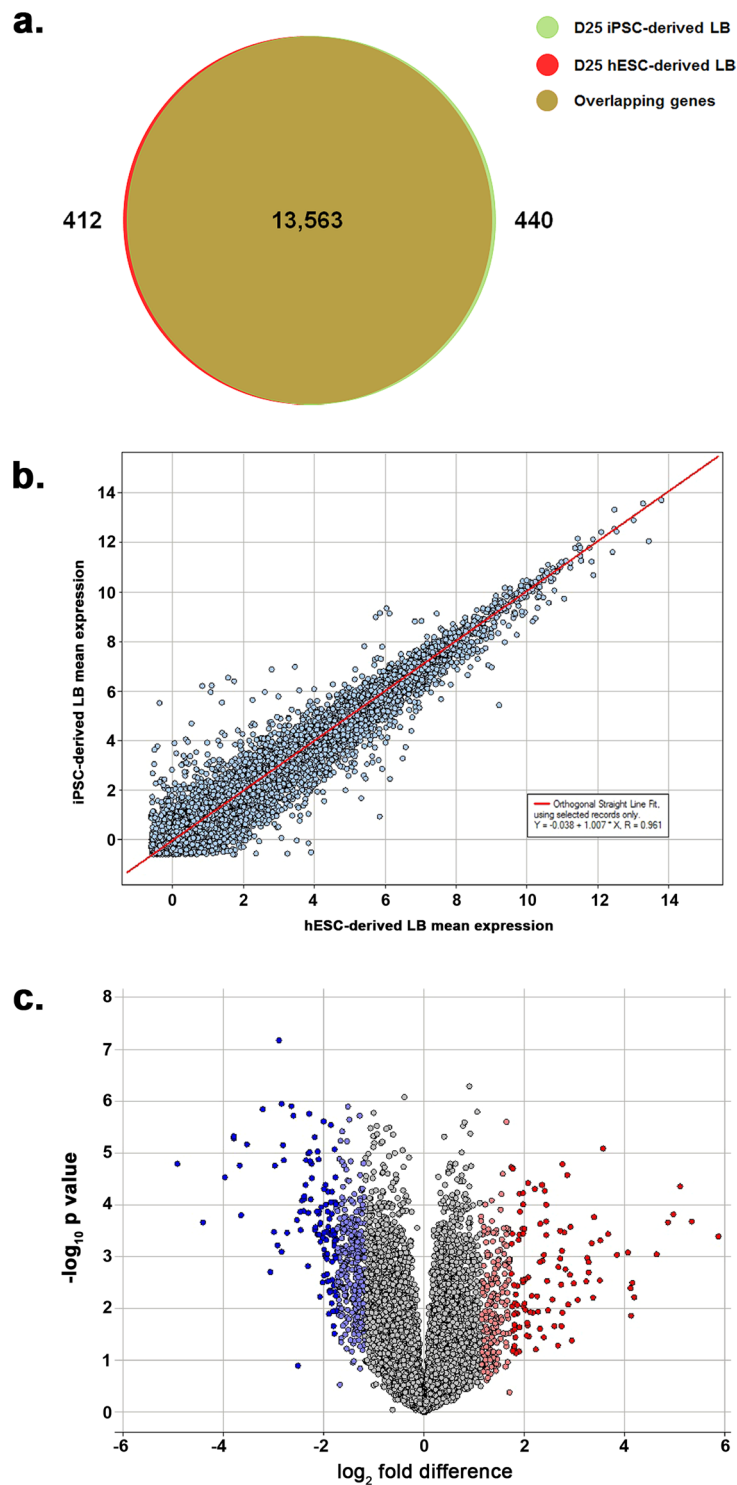 a.
D25 iPSC-derived LB
D25 hESC-derived LB
Overlapping genes
412
13,563
440
b.
iPSC-derived LB mean expression
14
12
10
8
6
4
2
0
Orthogonal Straight Line Fit,
using selected records only.
Y = -0.038 + 1.007 * X, R = 0.961
0 2 4 6 8 10 12 14
hESC-derived LB mean expression
c.
-log10 p value
8
7
6
5
4
3
2
1
0
-6 -4 -2 0 2 4 6
log2 fold difference